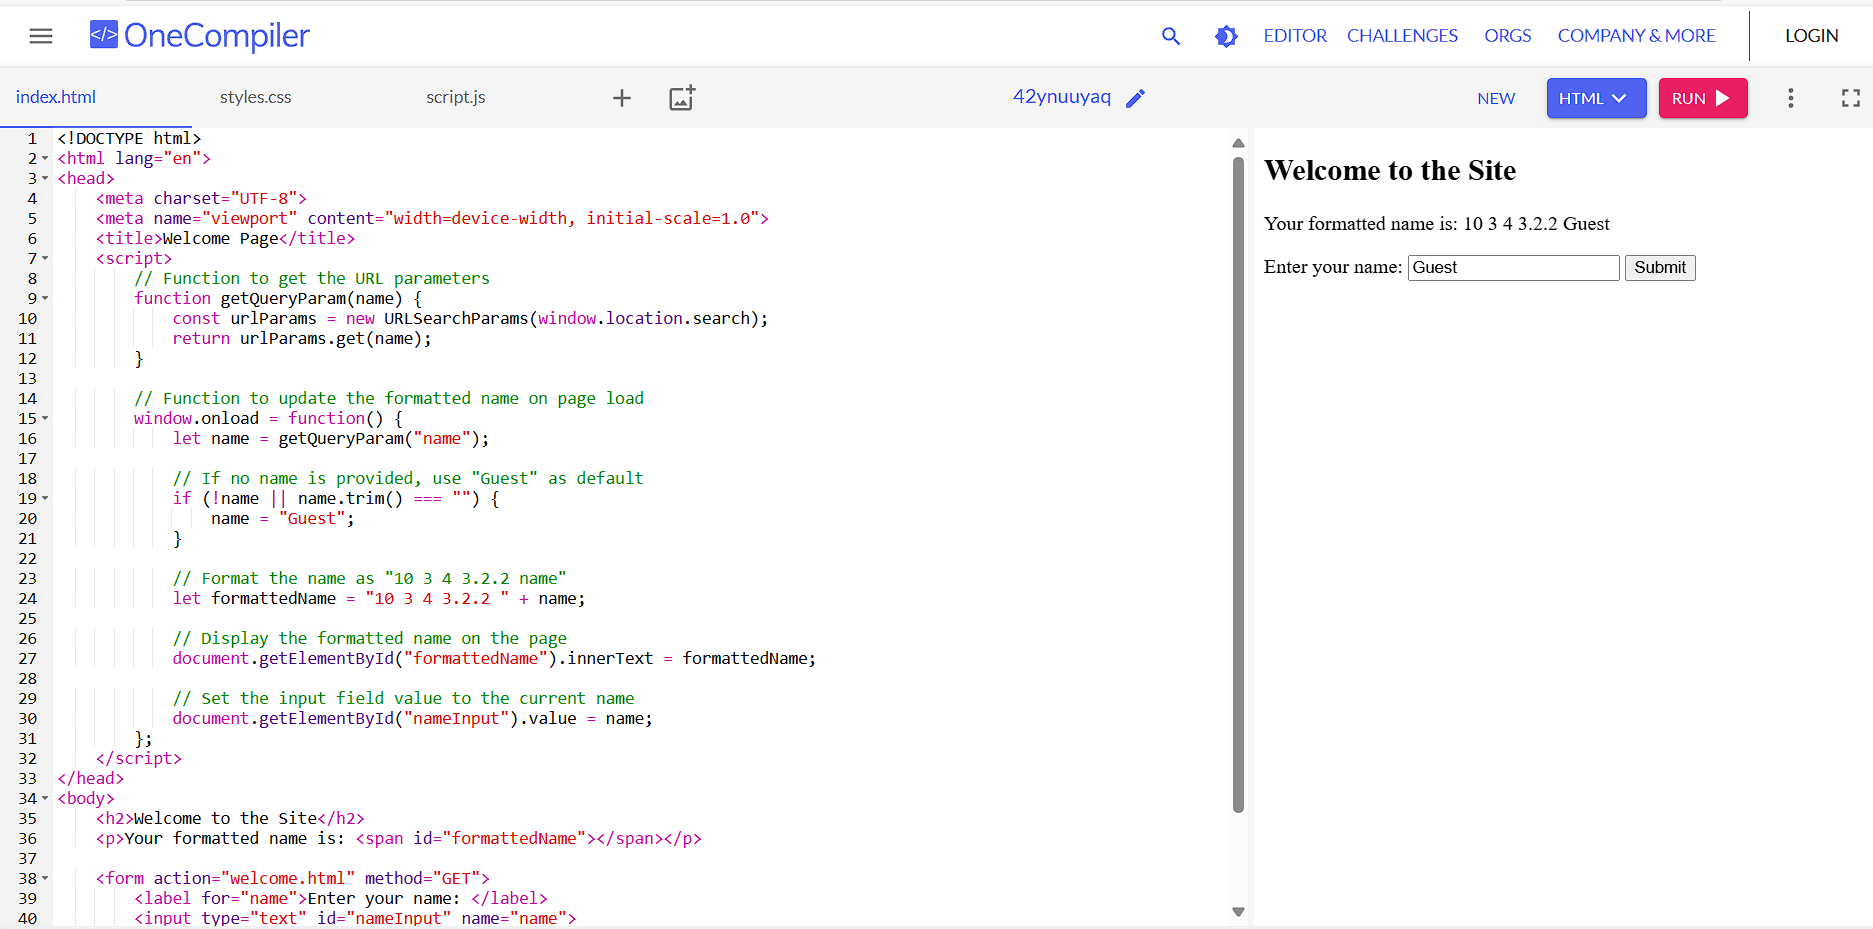 </> OneCompiler
EDITOR CHALLENGES ORGS COMPANY & MORE LOGIN
index.html styles.css script.js 42ynuuyaq NEW HTML RUN
1 <!DOCTYPE html>
2 <html lang="en">
3 <head>
4 <meta charset="UTF-8">
5 <meta name="viewport" content="width=device-width, initial-scale=1.0">
6 <title>Welcome Page</title>
7 <script>
8 // Function to get the URL parameters
9 function getQueryParam(name) {
10 const urlParams = new URLSearchParams(window.location.search);
11 return urlParams.get(name);
12 }
13
14 // Function to update the formatted name on page load
15 window.onload = function() {
16 let name = getQueryParam("name");
17
18 // If no name is provided, use "Guest" as default
19 if (!name || name.trim() === "") {
20 name = "Guest";
21 }
22
23 // Format the name as "10 3 4 3.2.2 name"
24 let formattedName = "10 3 4 3.2.2 " + name;
25
26 // Display the formatted name on the page
27 document.getElementById("formattedName").innerText = formattedName;
28
29 // Set the input field value to the current name
30 document.getElementById("nameInput").value = name;
31 };
32 </script>
33 </head>
34 <body>
35 <h2>Welcome to the Site</h2>
36 <p>Your formatted name is: <span id="formattedName"></span></p>
37
38 <form action="welcome.html" method="GET">
39 <label for="name">Enter your name: </label>
40 <input type="text" id="nameInput" name="name">
Welcome to the Site
Your formatted name is: 10 3 4 3.2.2 Guest
Enter your name: Guest Submit